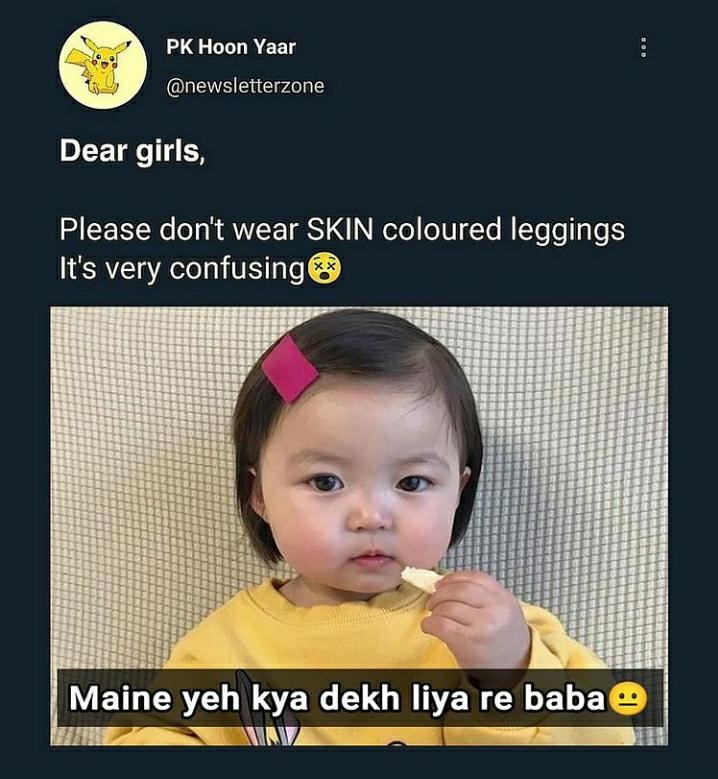 PK Hoon Yaar
@newsletterzone
Dear girls,
Please don't wear SKIN coloured leggings
It's very confusing😵
Maine yeh kya dekh liya re baba😐